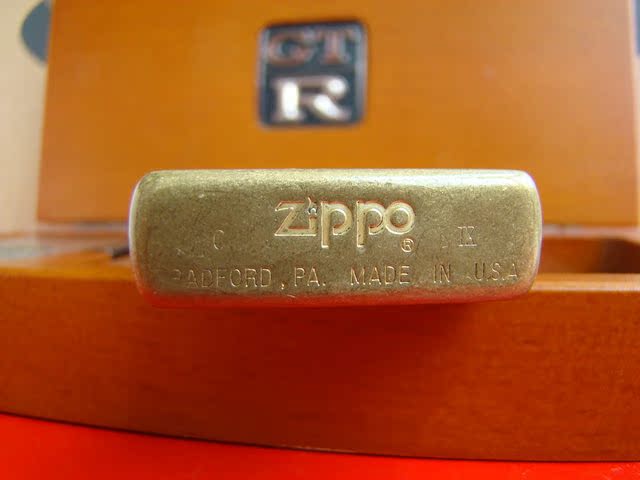 GT
R
zippo
C ® IX
BRADFORD, PA. MADE IN U.S.A